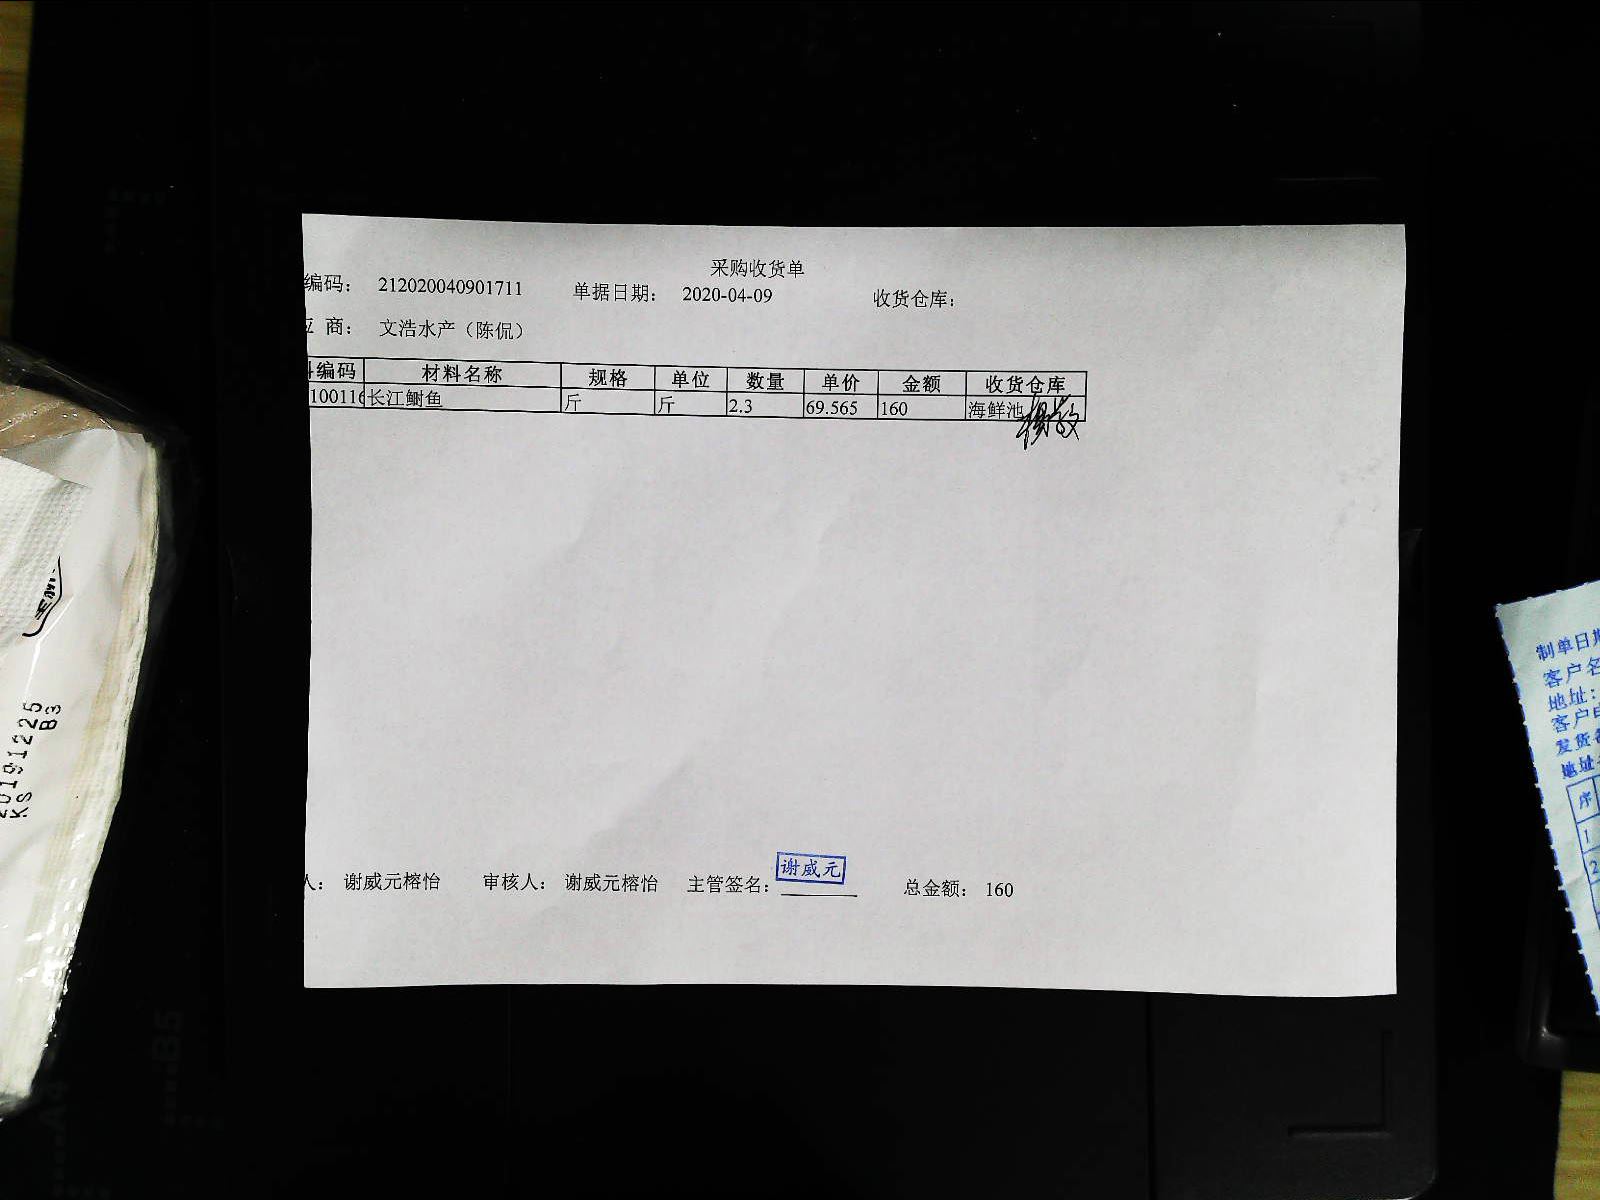 采购收货单
编码： 212020040901711 单据日期： 2020-04-09 收货仓库：
商： 文浩水产（陈侃）
编码 材料名称 规格 单位 数量 单价 金额 收货仓库
100116 长江鲥鱼 斤 斤 2.3 69.565 160 海鲜池
人： 谢威元榕怡 审核人： 谢威元榕怡 主管签名： 谢威元 总金额： 160
20191225
KS B3
制单日期
客户名
地址：
客户电
发货
地址
序
1
2